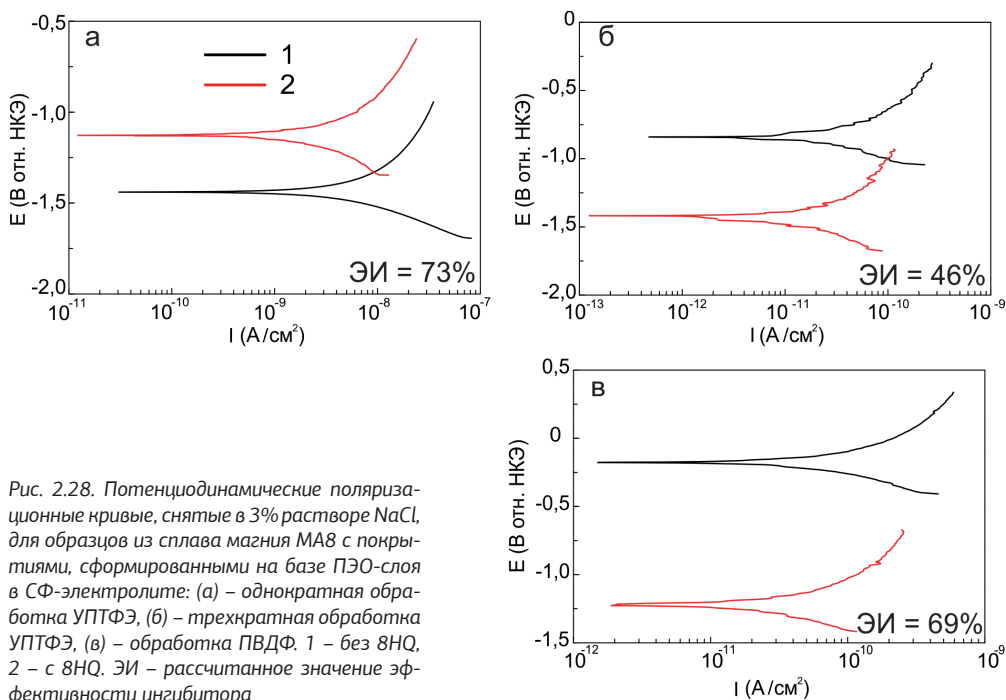 а
1
2
-0,5
-1,0
-1,5
-2,0
E (В отн. НКЭ)
ЭИ = 73%
10-11
10-10
10-9
10-8
10-7
I (А/см2)
б
0
-0,5
-1,0
-1,5
-2,0
E (В отн. НКЭ)
ЭИ = 46%
10-13
10-12
10-11
10-10
10-9
I (А/см2)
в
0,5
0
-0,5
-1,0
-1,5
E (В отн. НКЭ)
ЭИ = 69%
10-12
10-11
10-10
10-9
I (А/см2)
Рис. 2.28. Потенциодинамические поляриза-
ционные кривые, снятые в 3% растворе NaCl,
для образцов из сплава магния МА8 с покры-
тиями, сформированными на базе ПЭО-слоя
в СФ-электролите: (а) – однократная обра-
ботка УПТФЭ, (б) – трехкратная обработка
УПТФЭ, (в) – обработка ПВДФ. 1 – без 8HQ,
2 – с 8HQ. ЭИ – рассчитанное значение эф-
фективности ингибитора